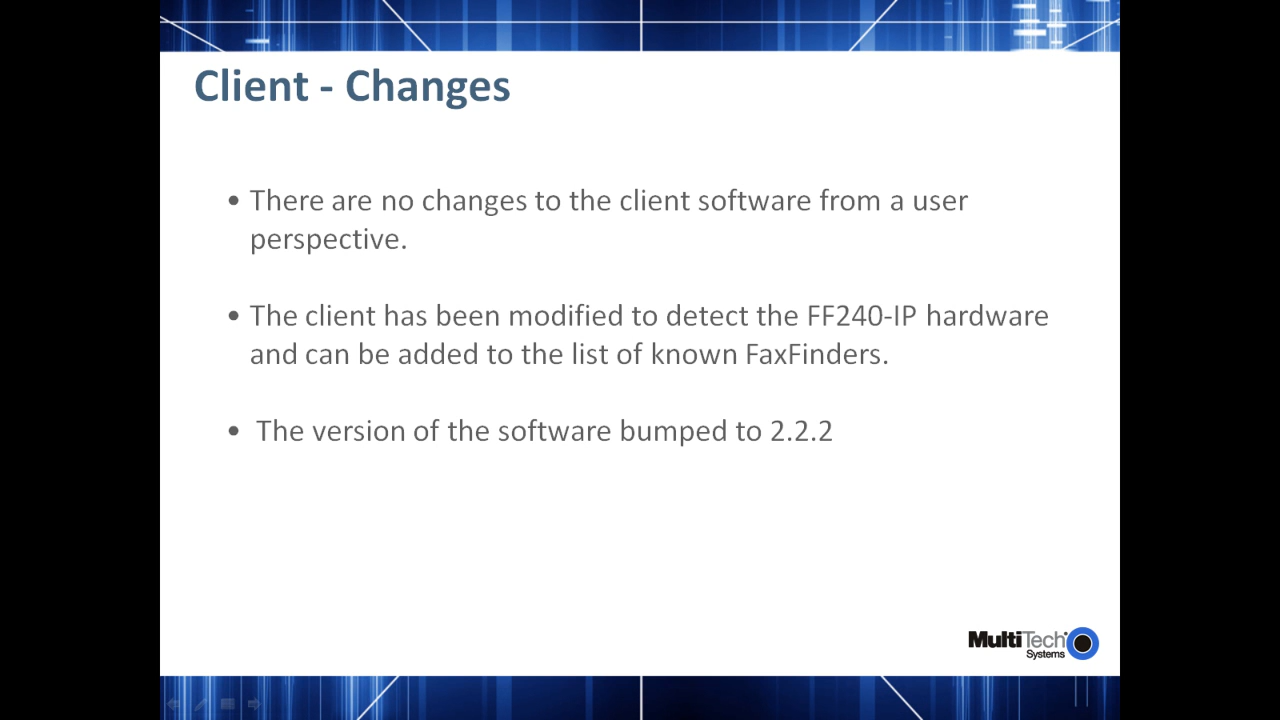 Client - Changes
• There are no changes to the client software from a user
perspective.
• The client has been modified to detect the FF240-IP hardware
and can be added to the list of known FaxFinders.
• The version of the software bumped to 2.2.2
MultiTech
Systems